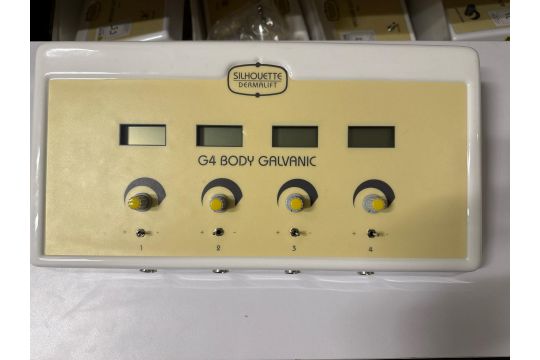 SILHOUETTE
DERMALIFT
G4 BODY GALVANIC
+ - + - + - + -
1 2 3 4